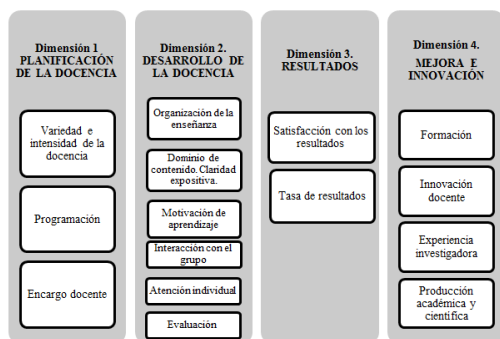 Dimensión 1
PLANIFICACIÓN
DE LA DOCENCIA
Variedad e
intensidad de la
docencia
Programación
Encargo docente
Dimensión 2.
DESARROLLO DE
LA DOCENCIA
Organización de la
enseñanza
Dominio de
contenido. Claridad
expositiva.
Motivación de
aprendizaje
Interacción con el
grupo
Atención individual
Evaluación
Dimensión 3.
RESULTADOS
Satisfacción con los
resultados
Tasa de resultados
Dimensión 4.
MEJORA E
INNOVACIÓN
Formación
Innovación
docente
Experiencia
investigadora
Producción
académica y
científica